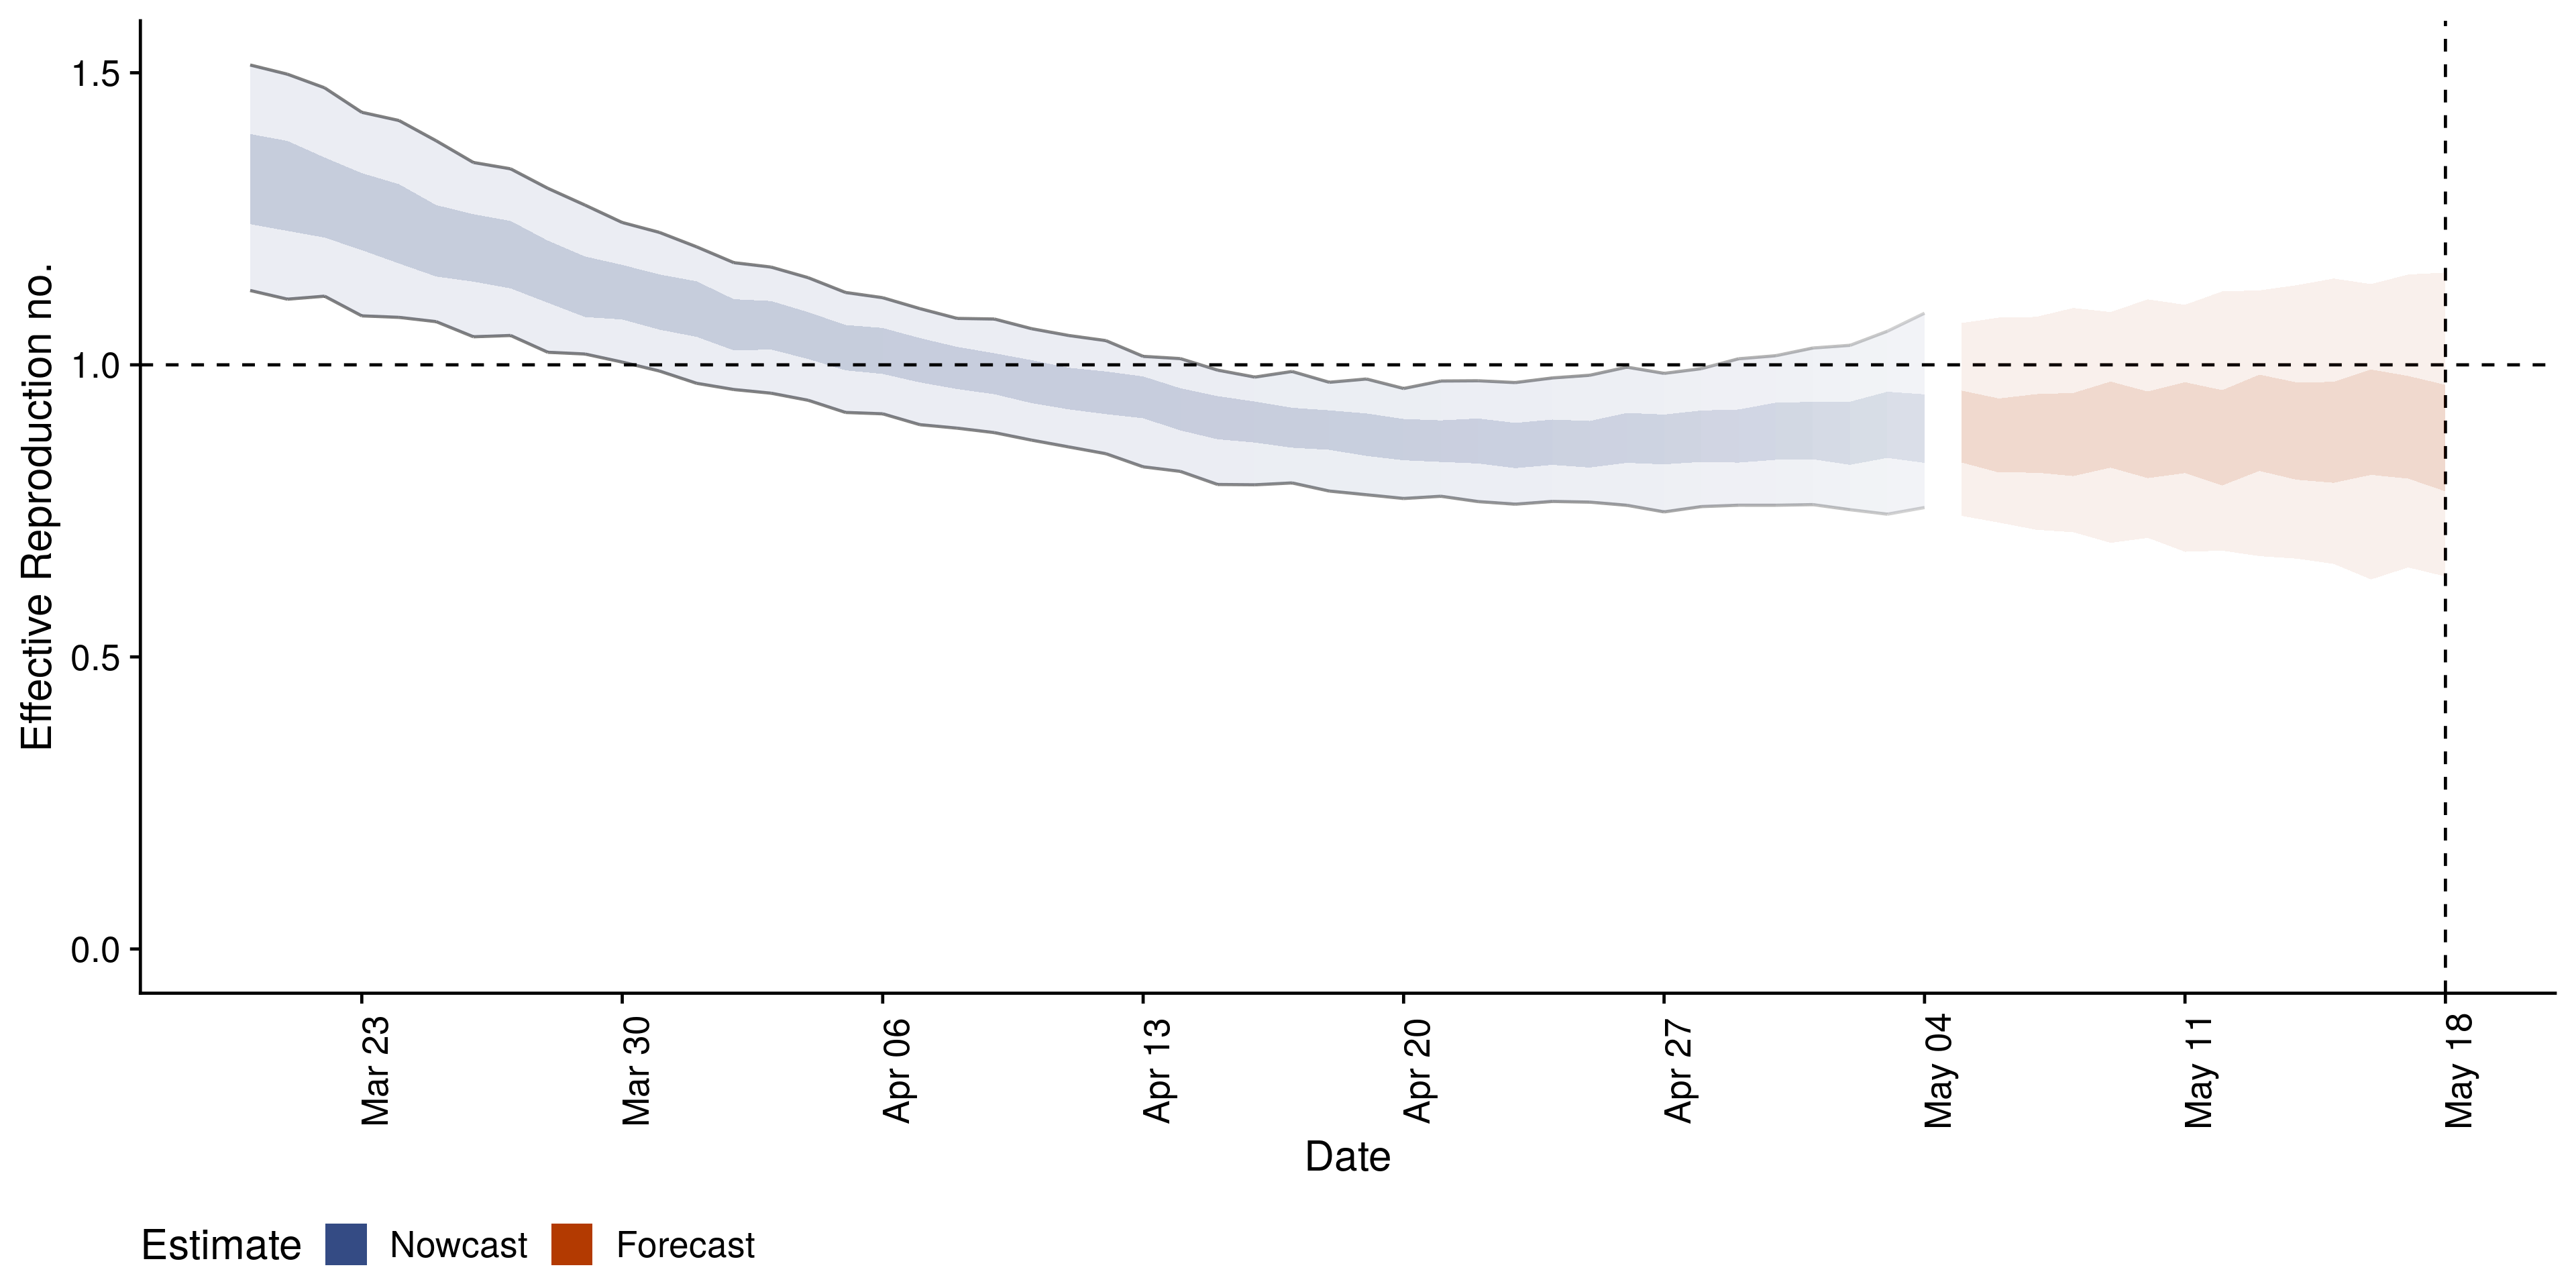 Effective Reproduction no.
1.5
1.0
0.5
0.0
Mar 23
Mar 30
Apr 06
Apr 13
Apr 20
Apr 27
May 04
May 11
May 18
Date
Estimate Nowcast Forecast